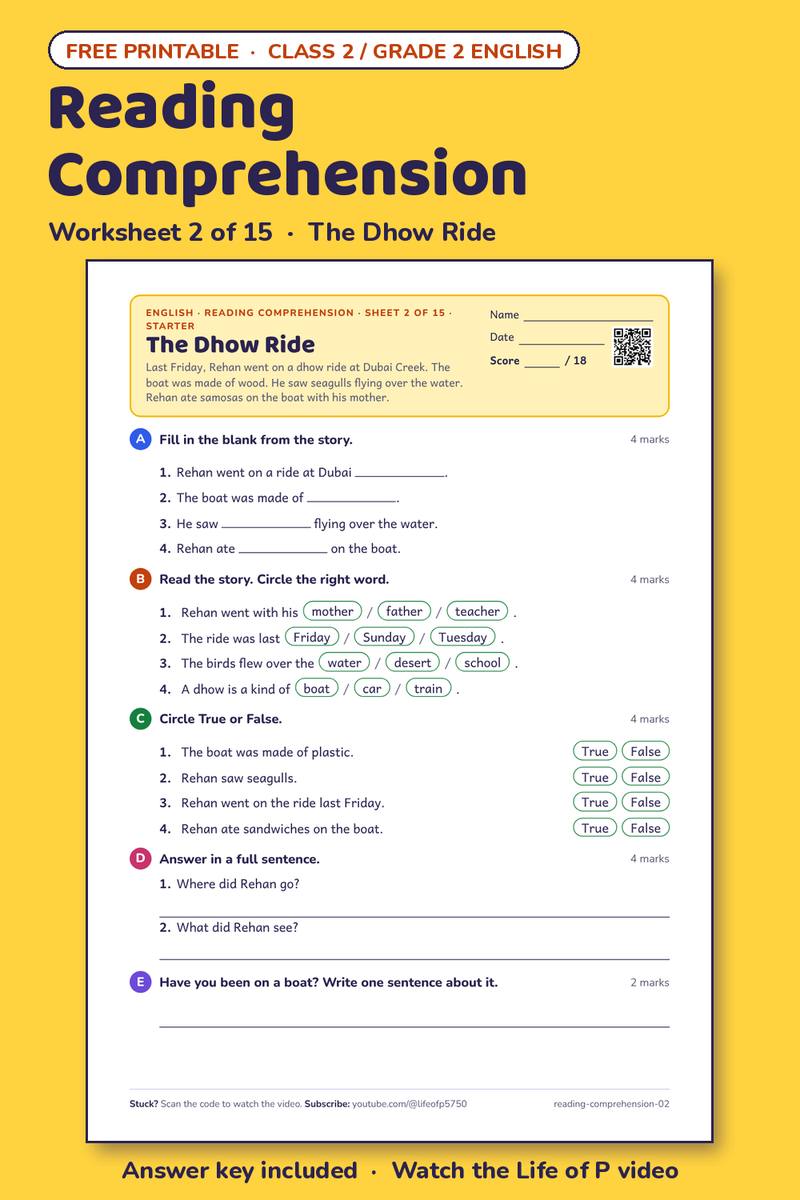 FREE PRINTABLE · CLASS 2 / GRADE 2 ENGLISH
Reading
Comprehension
Worksheet 2 of 15 · The Dhow Ride
ENGLISH · READING COMPREHENSION · SHEET 2 OF 15 ·
STARTER
The Dhow Ride
Last Friday, Rehan went on a dhow ride at Dubai Creek. The
boat was made of wood. He saw seagulls flying over the water.
Rehan ate samosas on the boat with his mother.
Name ____________
Date ____________
Score ______ / 18
A Fill in the blank from the story. 4 marks
1. Rehan went on a ride at Dubai ____________.
2. The boat was made of ____________.
3. He saw ____________ flying over the water.
4. Rehan ate ____________ on the boat.
B Read the story. Circle the right word. 4 marks
1. Rehan went with his mother / father / teacher .
2. The ride was last Friday / Sunday / Tuesday .
3. The birds flew over the water / desert / school .
4. A dhow is a kind of boat / car / train .
C Circle True or False. 4 marks
1. The boat was made of plastic. True False
2. Rehan saw seagulls. True False
3. Rehan went on the ride last Friday. True False
4. Rehan ate sandwiches on the boat. True False
D Answer in a full sentence. 4 marks
1. Where did Rehan go?
2. What did Rehan see?
E Have you been on a boat? Write one sentence about it. 2 marks
Stuck? Scan the code to watch the video. Subscribe: youtube.com/@lifeofp5750 reading-comprehension-02
Answer key included · Watch the Life of P video